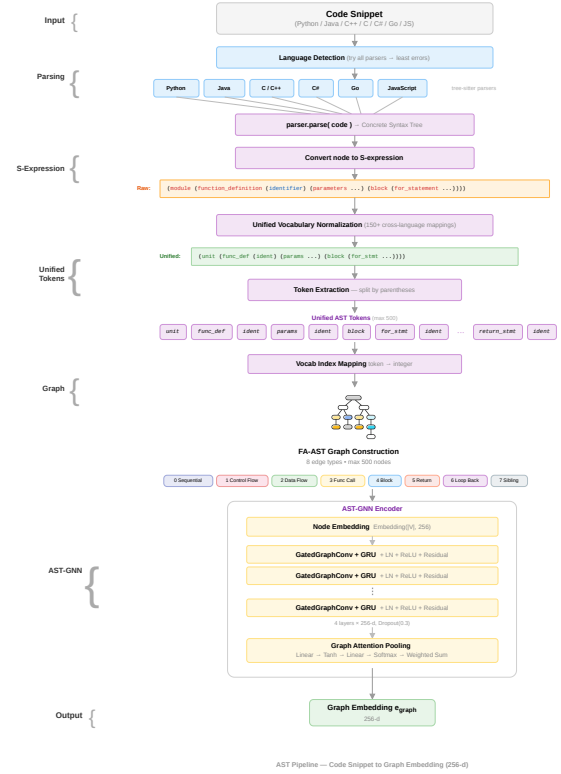 Input
Code Snippet
(Python / Java / C++ / C / C# / Go / JS)
Language Detection (try all parsers → least errors)
Parsing
Python
Java
C / C++
C#
Go
JavaScript
tree-sitter parsers
parser.parse( code ) → Concrete Syntax Tree
Convert node to S-expression
S-Expression
Raw:
(module (function_definition (identifier) (parameters ...) (block (for_statement ...))))
Unified Vocabulary Normalization (150+ cross-language mappings)
Unified:
(unit (func_def (ident) (params ...) (block (for_stmt ...))))
Unified
Tokens
Token Extraction — split by parentheses
Unified AST Tokens (max 500)
unit
func_def
ident
params
ident
block
for_stmt
ident
...
return_stmt
ident
Vocab Index Mapping token → integer
Graph
FA-AST Graph Construction
8 edge types • max 500 nodes
0 Sequential
1 Control Flow
2 Data Flow
3 Func Call
4 Block
5 Return
6 Loop Back
7 Sibling
AST-GNN Encoder
Node Embedding Embedding(|V|, 256)
GatedGraphConv + GRU + LN + ReLU + Residual
AST-GNN
GatedGraphConv + GRU + LN + ReLU + Residual
⋮
GatedGraphConv + GRU + LN + ReLU + Residual
4 layers × 256-d, Dropout(0.3)
Graph Attention Pooling
Linear → Tanh → Linear → Softmax → Weighted Sum
Output
Graph Embedding e_graph
256-d
AST Pipeline — Code Snippet to Graph Embedding (256-d)